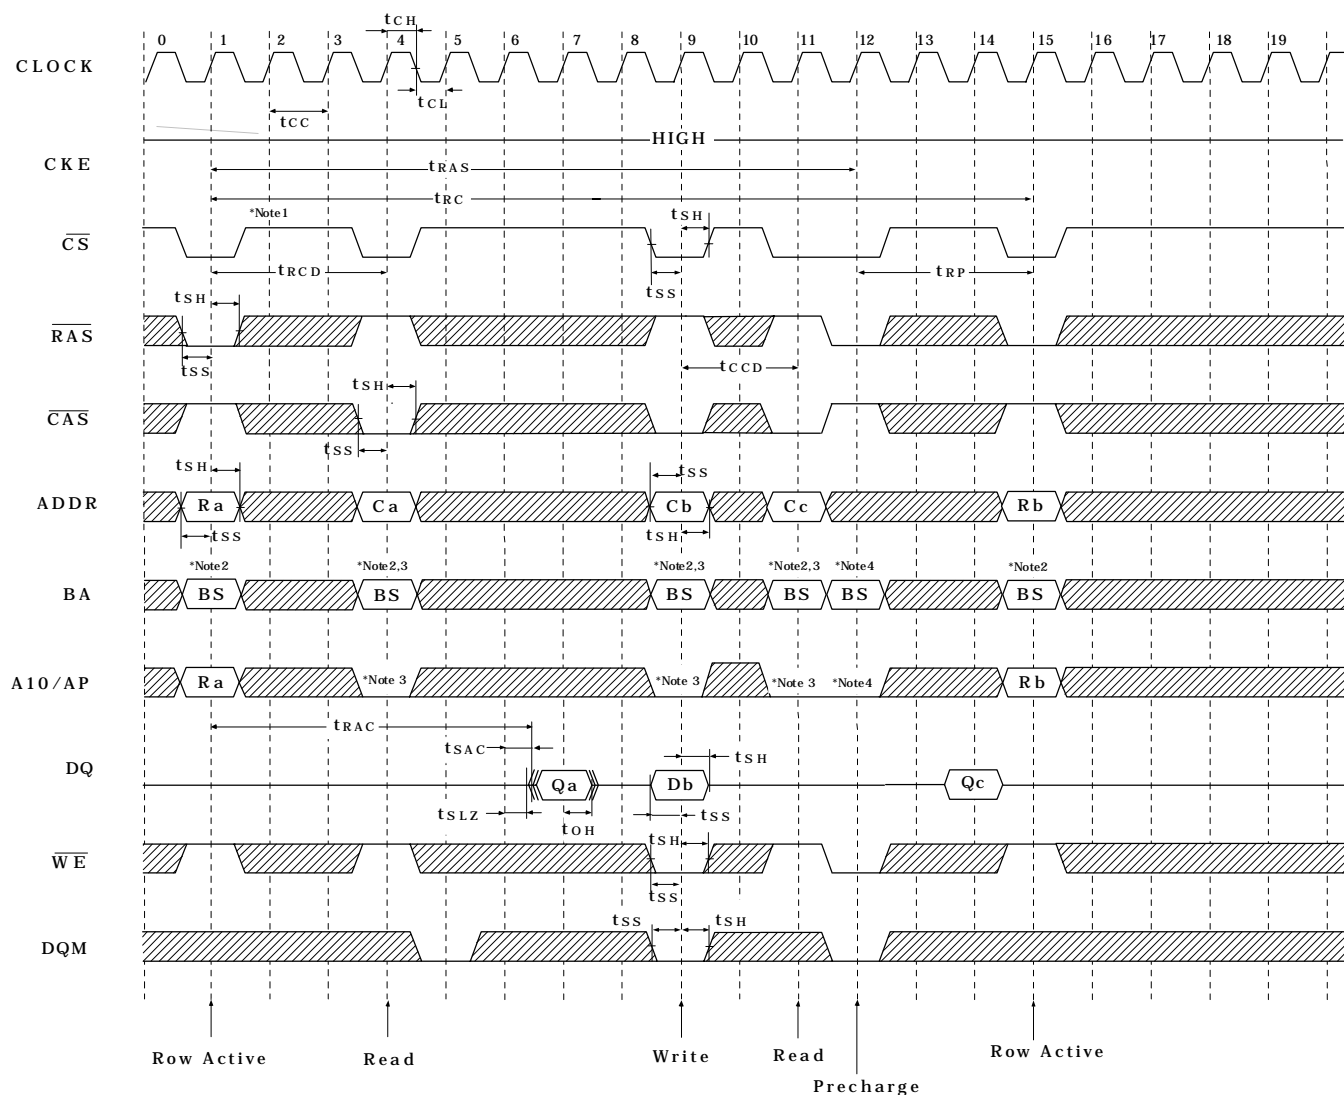 tCH
0 1 2 3 4 5 6 7 8 9 10 11 12 13 14 15 16 17 18 19
CLOCK
tCL
tCC
HIGH
CKE
tRAS
tRC
*Note1
tSH
CS
tRCD
tRP
tSS
tSH
RAS
tSS
tCCD
tSH
CAS
tSS
tSH
tSS
ADDR
Ra Ca Cb Cc Rb
tSS
tSH
*Note2 *Note2,3 *Note2,3 *Note2,3 *Note4 *Note2
BA
BS BS BS BS BS BS
A10/AP
Ra *Note 3 *Note 3 *Note 3 *Note4 Rb
tRAC
tSAC
tSH
DQ
Qa Db Qc
tSLZ
tOH
tSS
tSH
WE
tSS
tSS
tSH
DQM
Row Active Read Write Read Row Active
Precharge